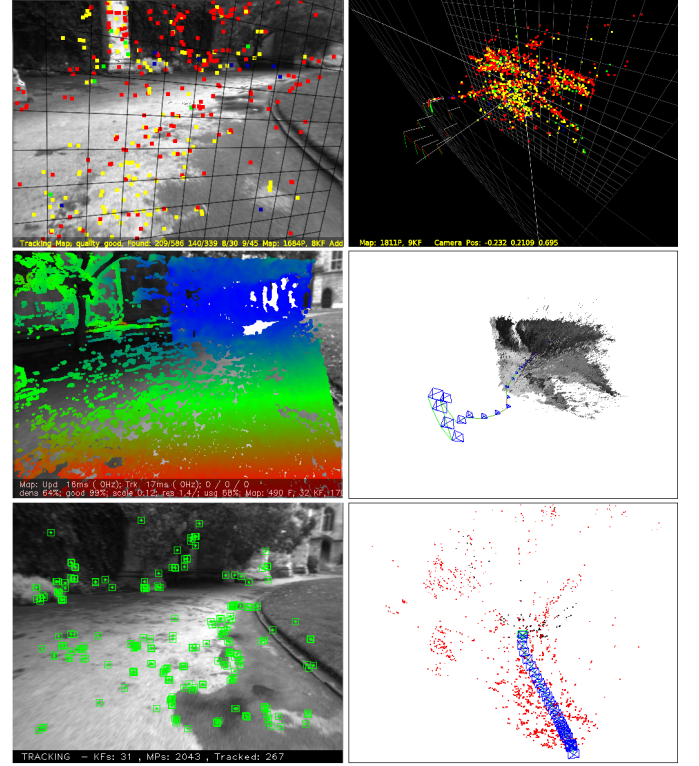 Tracking Map, quality good. Found: 209/586 140/339 8/30 9/45 Map: 1684P, 8KF Add
Map: 1811P, 9KF Camera Pos: -0.232 0.2109 0.695
Map: Upd 16ms ( 0Hz); Trk 17ms ( 0Hz); 0 / 0 / 0
dens 64%; good 99%; scale 0.12; res 1.4/; usg 58%; Map: 490 F, 32 KF,
TRACKING – KFs: 31 , MPs: 2043 , Tracked: 267